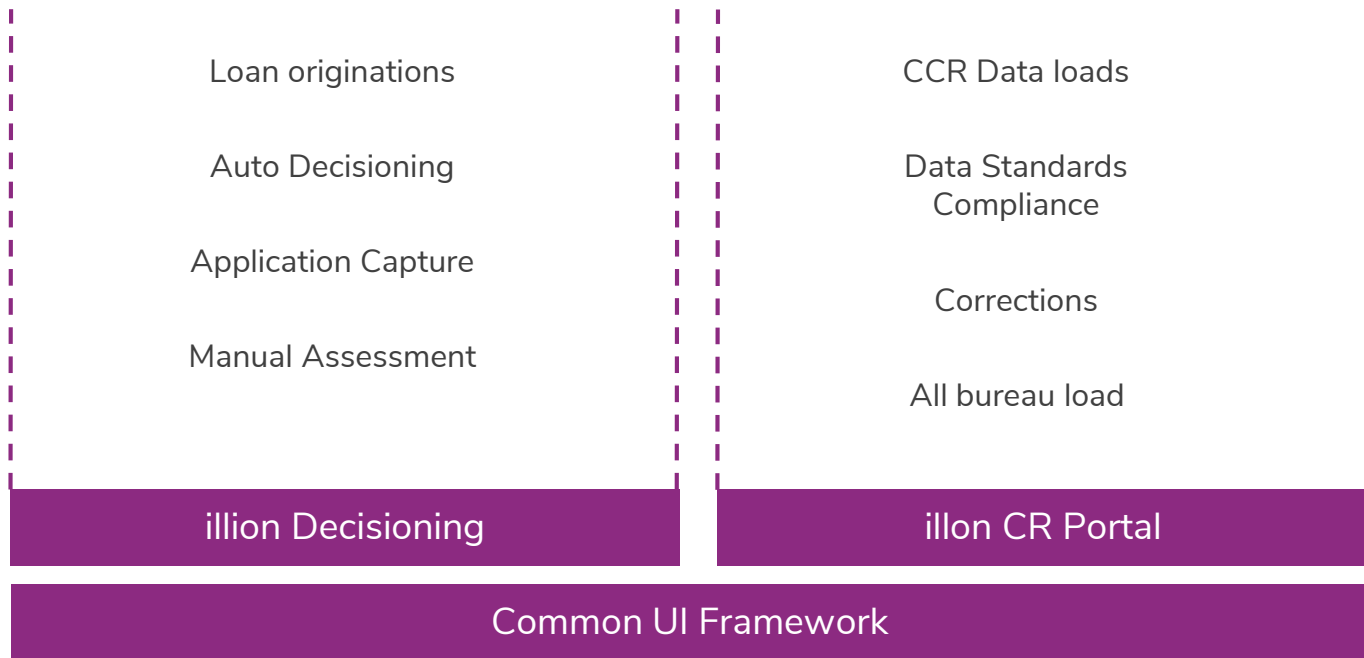 Loan originations
Auto Decisioning
Application Capture
Manual Assessment
illion Decisioning
CCR Data loads
Data Standards
Compliance
Corrections
All bureau load
illon CR Portal
Common UI Framework